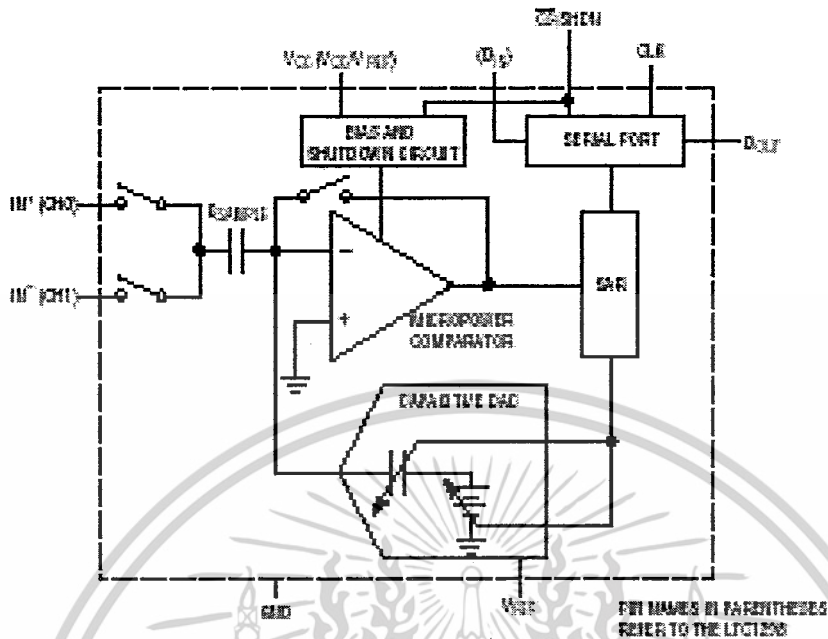 CS/SHDN
VCC (VCC/VREF)
(DIN)
CLK
BIAS AND
SHUTDOWN CIRCUIT
SERIAL PORT
DOUT
IN+ (CH0)
CSAMPLE
IN− (CH1)
−
+
SAR
MICROPOWER
COMPARATOR
CAPACITIVE DAC
GND
VREF
PIN NAMES IN PARENTHESES
REFER TO THE